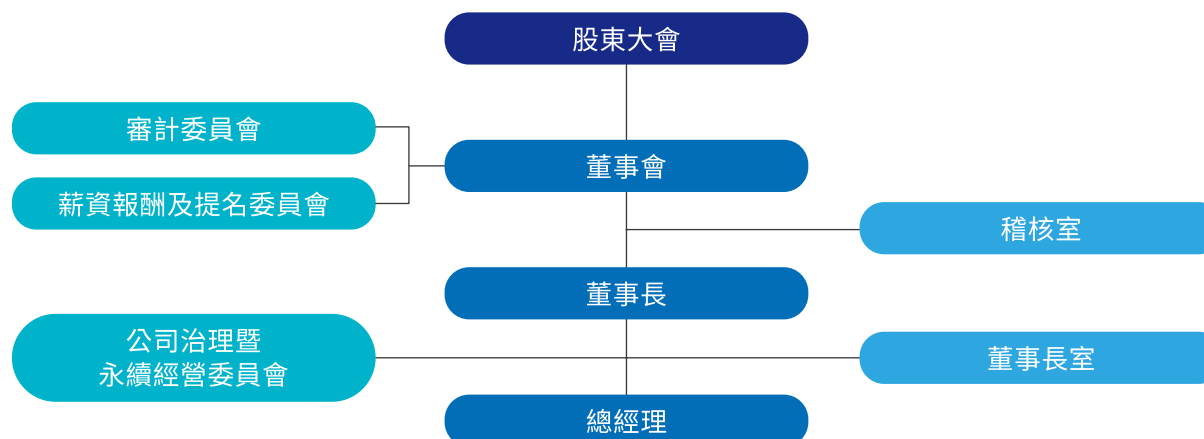 股東大會
審計委員會
董事會
薪資報酬及提名委員會
稽核室
董事長
公司治理暨
永續經營委員會
董事長室
總經理